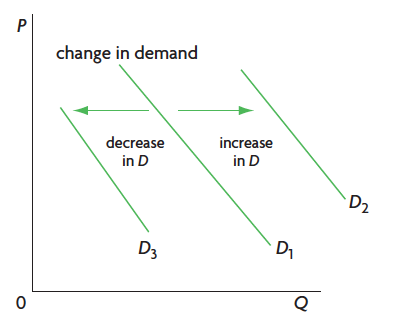 P
change in demand
decrease
in D
increase
in D
D₂
D₃
D₁
0
Q